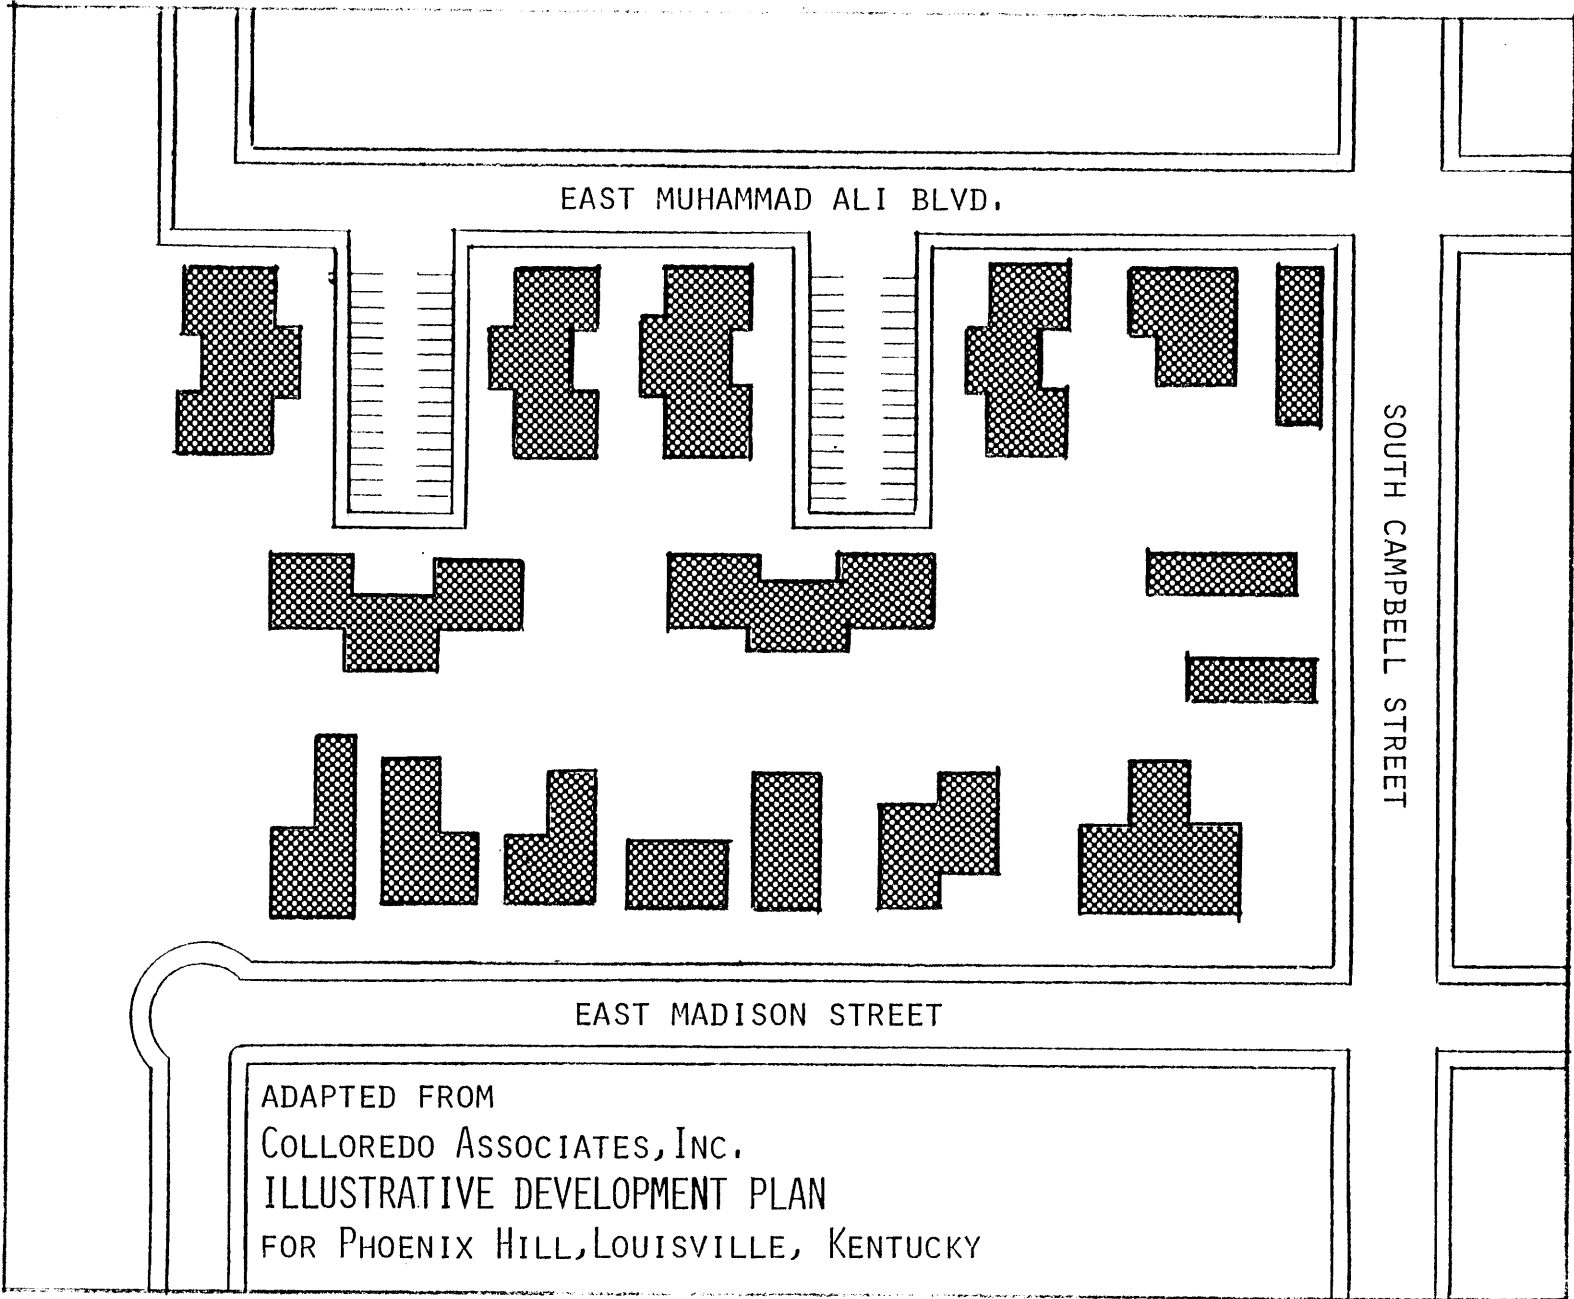 EAST MUHAMMAD ALI BLVD.
SOUTH CAMPBELL STREET
EAST MADISON STREET
ADAPTED FROM
COLLOREDO ASSOCIATES, INC.
ILLUSTRATIVE DEVELOPMENT PLAN
FOR PHOENIX HILL, LOUISVILLE, KENTUCKY